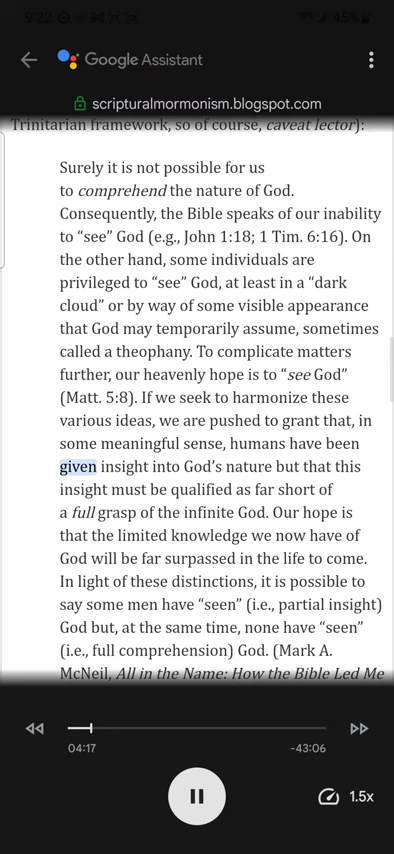 9:22
45%
Google Assistant
scripturalmormonism.blogspot.com
Trinitarian framework, so of course, caveat lector):
Surely it is not possible for us
to comprehend the nature of God.
Consequently, the Bible speaks of our inability
to “see” God (e.g., John 1:18; 1 Tim. 6:16). On
the other hand, some individuals are
privileged to “see” God, at least in a “dark
cloud” or by way of some visible appearance
that God may temporarily assume, sometimes
called a theophany. To complicate matters
further, our heavenly hope is to “see God”
(Matt. 5:8). If we seek to harmonize these
various ideas, we are pushed to grant that, in
some meaningful sense, humans have been
given insight into God’s nature but that this
insight must be qualified as far short of
a full grasp of the infinite God. Our hope is
that the limited knowledge we now have of
God will be far surpassed in the life to come.
In light of these distinctions, it is possible to
say some men have “seen” (i.e., partial insight)
God but, at the same time, none have “seen”
(i.e., full comprehension) God. (Mark A.
McNeil, All in the Name: How the Bible Led Me
04:17
-43:06
1.5x